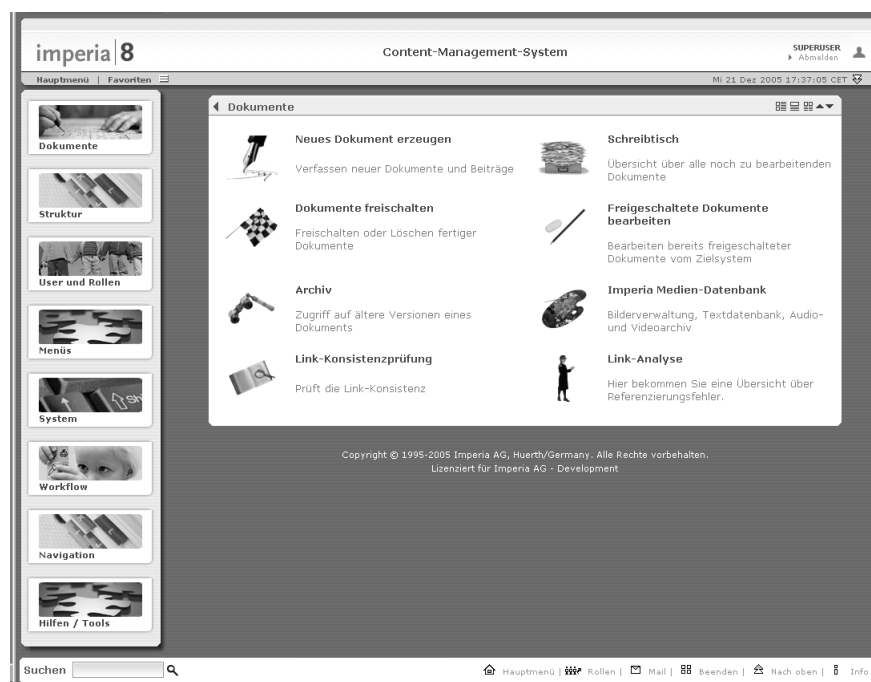 imperia 8
Content-Management-System
SUPERUSER
Abmelden
Hauptmenü | Favoriten
Mi 21 Dez 2005 17:37:05 CET
Dokumente
Struktur
User und Rollen
Menüs
System
Workflow
Navigation
Hilfen / Tools
Dokumente
Neues Dokument erzeugen
Verfassen neuer Dokumente und Beiträge
Schreibtisch
Übersicht über alle noch zu bearbeitenden
Dokumente
Dokumente freischalten
Freischalten oder Löschen fertiger
Dokumente
Freigeschaltete Dokumente
bearbeiten
Bearbeiten bereits freigeschalteter
Dokumente vom Zielsystem
Archiv
Zugriff auf ältere Versionen eines
Dokuments
Imperia Medien-Datenbank
Bilderverwaltung, Textdatenbank, Audio-
und Videoarchiv
Link-Konsistenzprüfung
Prüft die Link-Konsistenz
Link-Analyse
Hier bekommen Sie eine Übersicht über
Referenzierungsfehler.
Copyright © 1995-2005 Imperia AG, Huerth/Germany. Alle Rechte vorbehalten.
Lizenziert für Imperia AG - Development
Suchen
Hauptmenü | Rollen | Mail | Beenden | Nach oben | Info